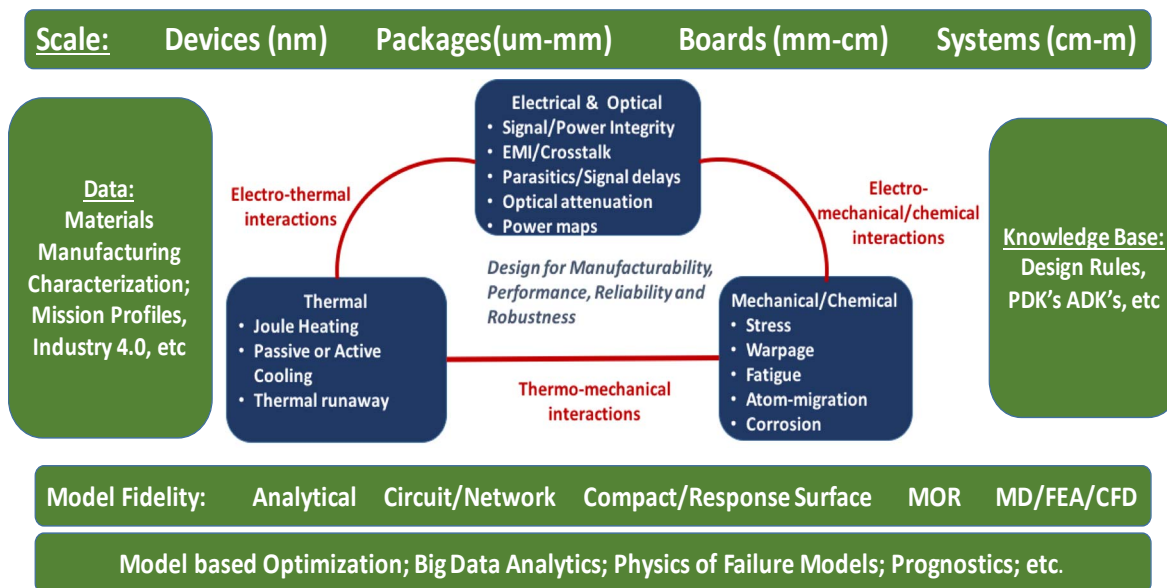 Scale: Devices (nm) Packages(um-mm) Boards (mm-cm) Systems (cm-m)
Data:
Materials
Manufacturing
Characterization;
Mission Profiles,
Industry 4.0, etc
Electro-thermal
interactions
Electrical & Optical
• Signal/Power Integrity
• EMI/Crosstalk
• Parasitics/Signal delays
• Optical attenuation
• Power maps
Electro-
mechanical/chemical
interactions
Design for Manufacturability,
Performance, Reliability and
Robustness
Thermal
• Joule Heating
• Passive or Active
Cooling
• Thermal runaway
Thermo-mechanical
interactions
Mechanical/Chemical
• Stress
• Warpage
• Fatigue
• Atom-migration
• Corrosion
Knowledge Base:
Design Rules,
PDK's ADK's, etc
Model Fidelity: Analytical Circuit/Network Compact/Response Surface MOR MD/FEA/CFD
Model based Optimization; Big Data Analytics; Physics of Failure Models; Prognostics; etc.